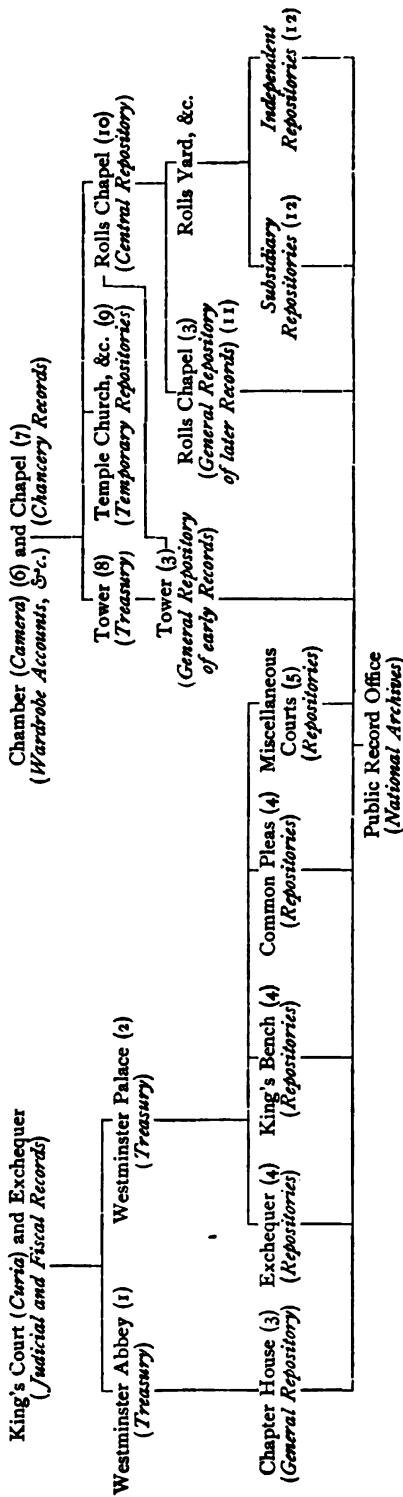 King's Court (Curia) and Exchequer
(Judicial and Fiscal Records)
Westminster Abbey (1)
(Treasury)
Westminster Palace (2)
(Treasury)
Chapter House (3)
(General Repository)
Exchequer (4)
(Repositories)
King's Bench (4)
(Repositories)
Common Pleas (4)
(Repositories)
Miscellaneous
Courts (5)
(Repositories)
Chamber (Camera) (6) and Chapel (7)
(Wardrobe Accounts, &c.) (Chancery Records)
Tower (8)
(Treasury)
Temple Church, &c. (9)
(Temporary Repositories)
Rolls Chapel (10)
(Central Repository)
Tower (3)
(General Repository
of early Records)
Rolls Chapel (3)
(General Repository
of later Records) (11)
Rolls Yard, &c.
Subsidiary
Repositories (12)
Independent
Repositories (12)
Public Record Office
(National Archives)